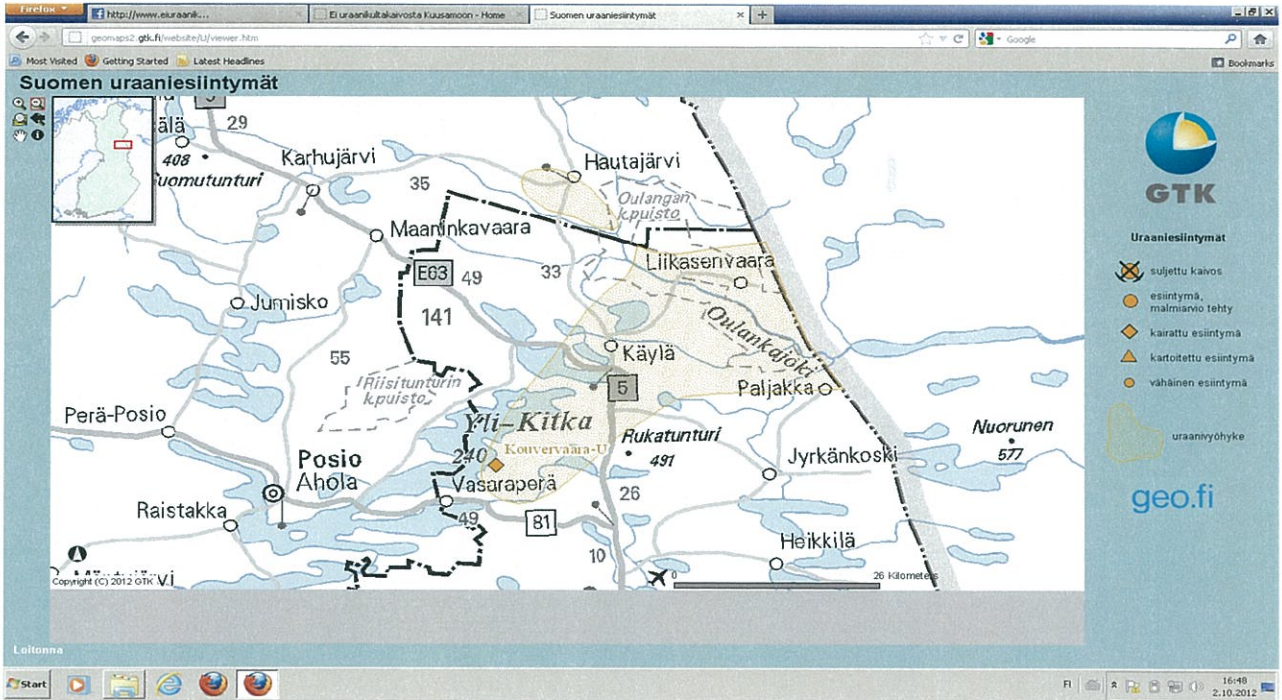 Firefox
http://www.eiuraanik...
Ei uraanikultakaivosta Kuusamoon - Home
Suomen uraaniesiintymät
geomaps2.gtk.fi/website/U/viewer.htm
Google
Most Visited
Getting Started
Latest Headlines
Bookmarks
Suomen uraaniesiintymät
29
408
Karhujärvi
35
Hautajärvi
Oulangan
k.puisto
Maaninkavaara
E63
49
33
Liikasenvaara
Jumisko
141
Oulankajoki
55
Käylä
Riisitunturin
k.puisto
5
Paljakka
Perä-Posio
Yli-Kitka
240
Kouvervaara-U
Rukatunturi
491
Nuorunen
577
Jyrkänkoski
Posio
Ahola
Vasaraperä
26
Raistakka
49
81
10
Heikkilä
Copyright (C) 2012 GTK
0
26 Kilometers
GTK
Uraaniesiintymät
suljettu kaivos
esiintymä,
malmiarvio tehty
kairattu esiintymä
kartoitettu esiintymä
vähäinen esiintymä
uraanivyöhyke
geo.fi
Start
FI
16:48
2.10.2012